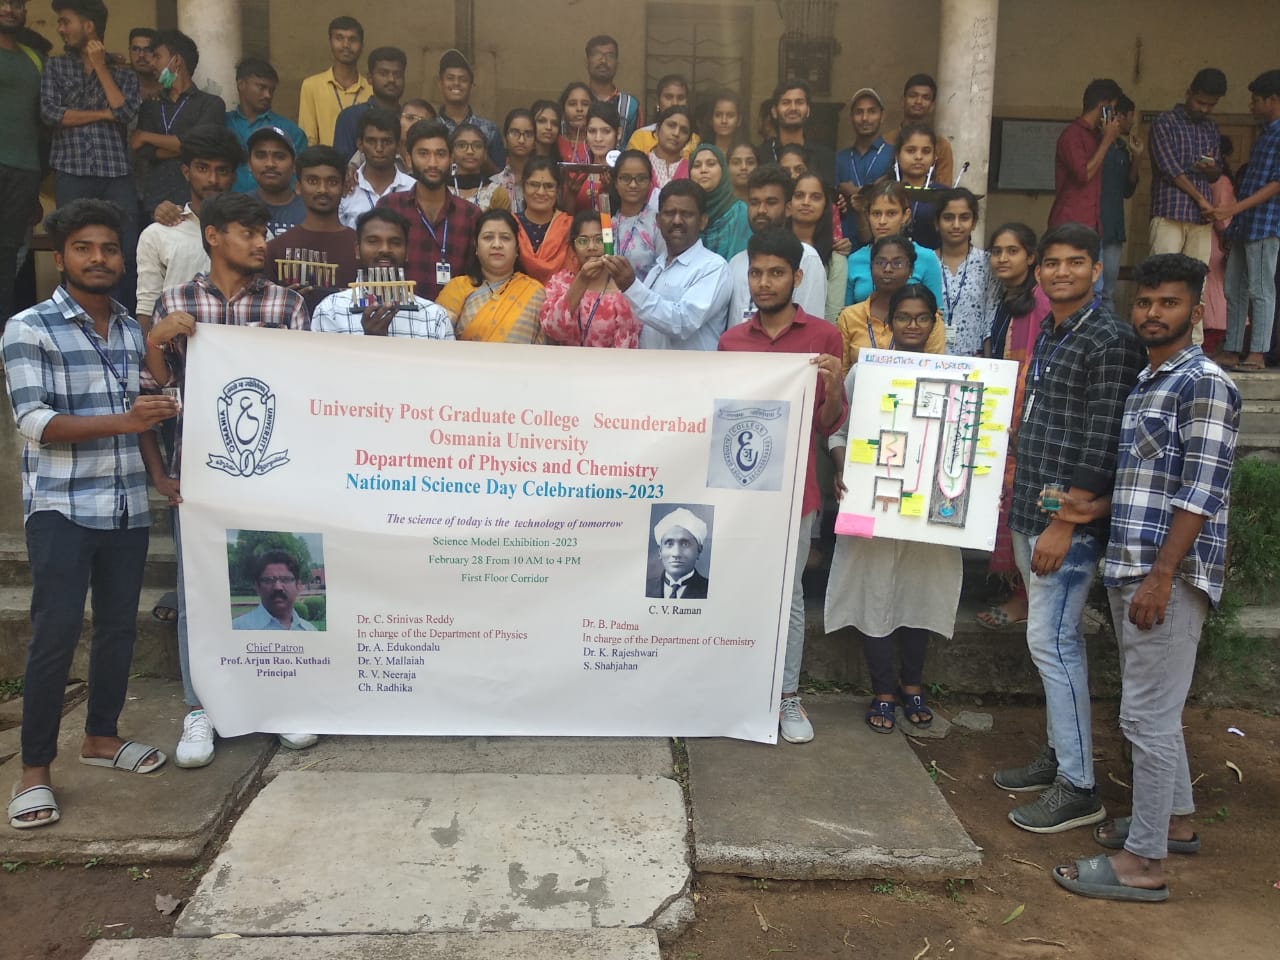 University Post Graduate College Secunderabad
Osmania University
Department of Physics and Chemistry
National Science Day Celebrations-2023
The science of today is the technology of tomorrow
Science Model Exhibition -2023
February 28 From 10 AM to 4 PM
First Floor Corridor
OSMANIA UNIVERSITY
COLLEGE
Chief Patron
Prof. Arjun Rao. Kuthadi
Principal
Dr. C. Srinivas Reddy
In charge of the Department of Physics
Dr. A. Edukondalu
Dr. Y. Mallaiah
R. V. Neeraja
Ch. Radhika
C. V. Raman
Dr. B. Padma
In charge of the Department of Chemistry
Dr. K. Rajeshwari
S. Shahjahan
OF
13